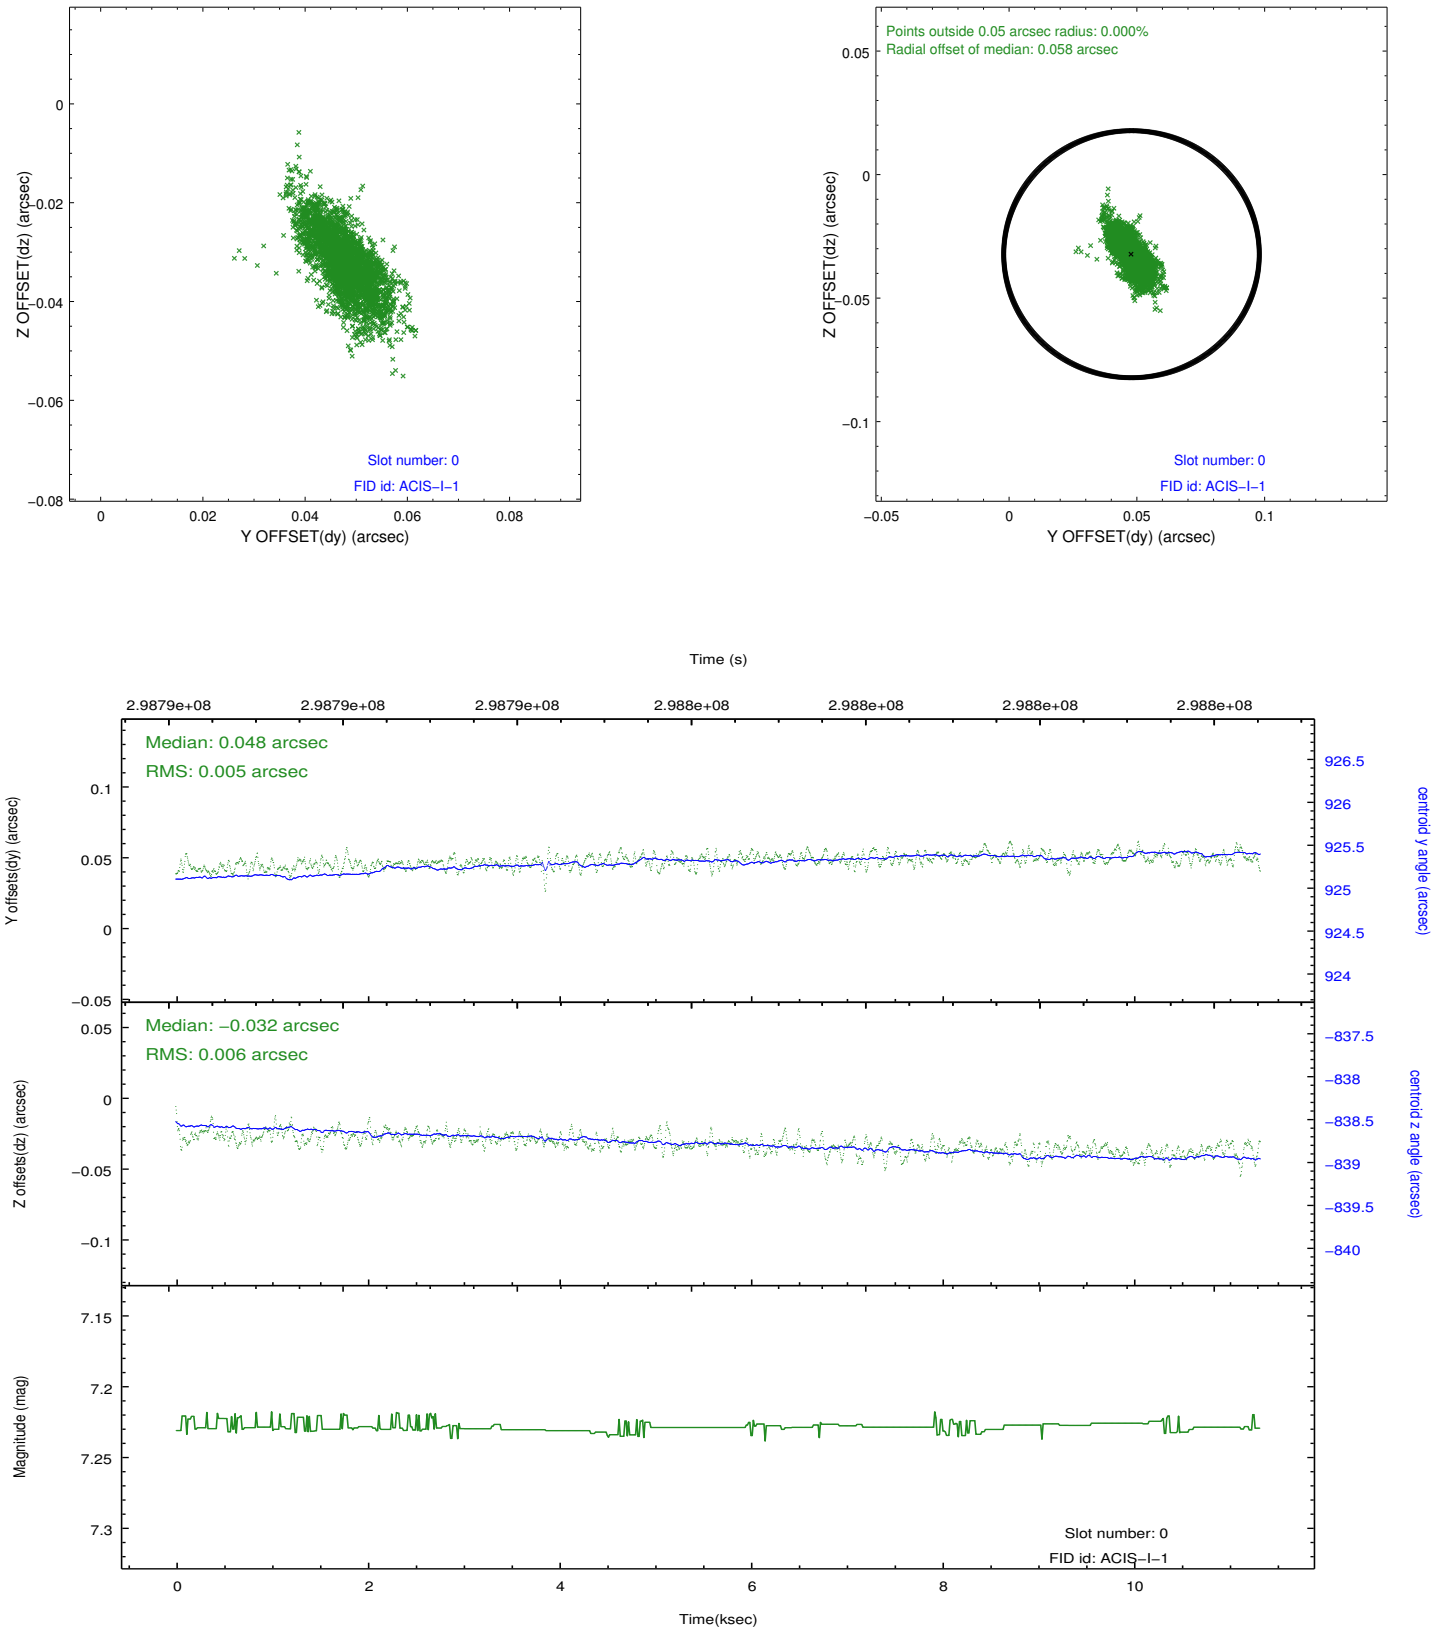 0
−0.02
−0.04
−0.06
−0.08
Z OFFSET(dz) (arcsec)
Slot number: 0
FID id: ACIS−I−1
0
0.02
0.04
0.06
0.08
Y OFFSET(dy) (arcsec)
Points outside 0.05 arcsec radius: 0.000%
Radial offset of median: 0.058 arcsec
0.05
0
−0.05
−0.1
Z OFFSET(dz) (arcsec)
Slot number: 0
FID id: ACIS−I−1
−0.05
0
0.05
0.1
Y OFFSET(dy) (arcsec)
Time (s)
2.9879e+08
2.9879e+08
2.9879e+08
2.988e+08
2.988e+08
2.988e+08
2.988e+08
Median: 0.048 arcsec
RMS: 0.005 arcsec
0.1
0.05
0
−0.05
Y offsets(dy) (arcsec)
926.5
926
925.5
925
924.5
924
centroid y angle (arcsec)
Median: −0.032 arcsec
RMS: 0.006 arcsec
0.05
0
−0.05
−0.1
Z offsets(dz) (arcsec)
−837.5
−838
−838.5
−839
−839.5
−840
centroid z angle (arcsec)
7.15
7.2
7.25
7.3
Magnitude (mag)
Slot number: 0
FID id: ACIS−I−1
0
2
4
6
8
10
Time(ksec)